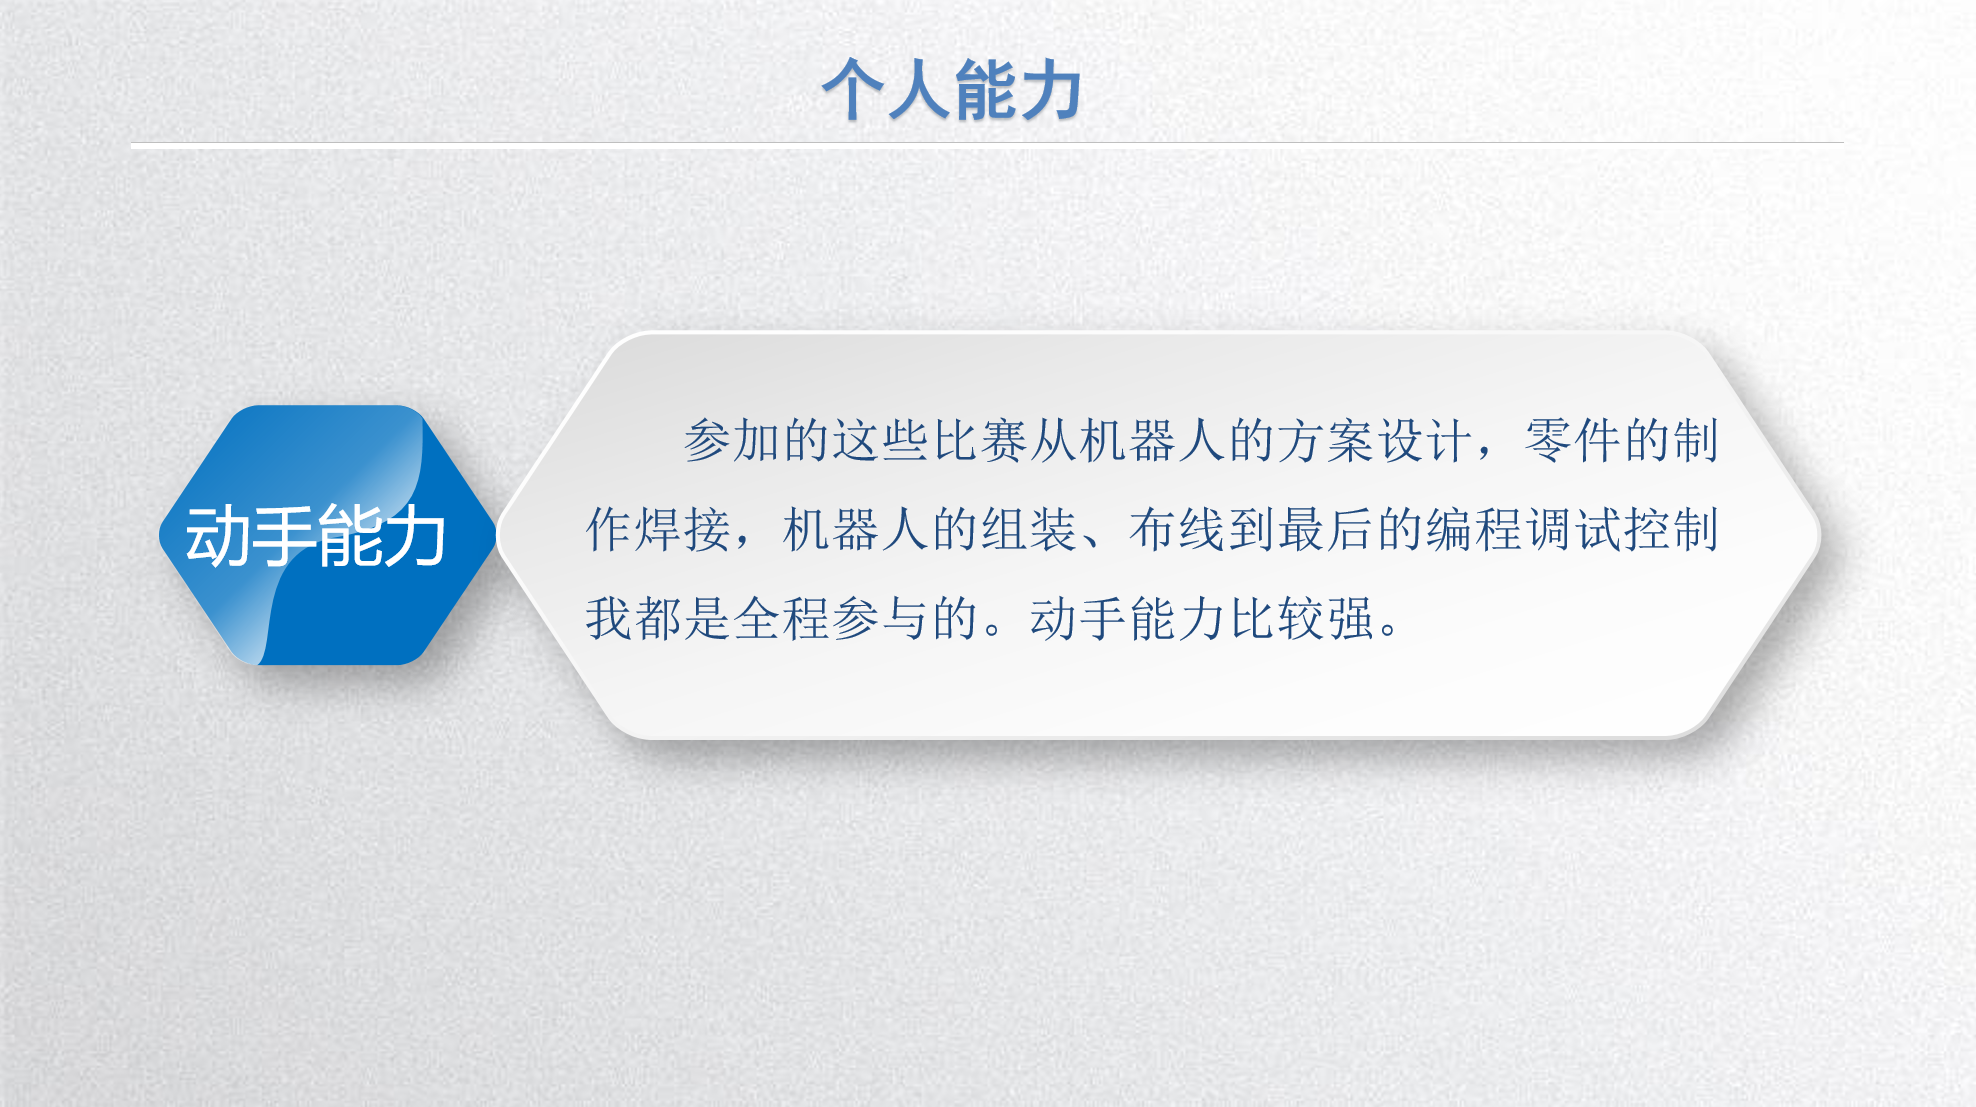 个人能力
动手能力
参加的这些比赛从机器人的方案设计，零件的制
作焊接，机器人的组装、布线到最后的编程调试控制
我都是全程参与的。动手能力比较强。